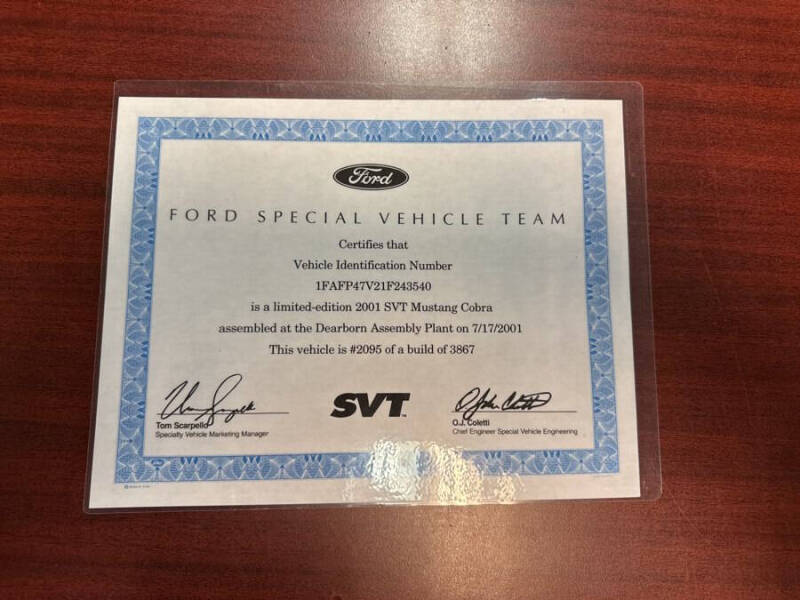 Ford
FORD SPECIAL VEHICLE TEAM
Certifies that
Vehicle Identification Number
1FAFP47V21F243540
is a limited-edition 2001 SVT Mustang Cobra
assembled at the Dearborn Assembly Plant on 7/17/2001
This vehicle is #2095 of a build of 3867
SVT™
Tom Scarpello
Specialty Vehicle Marketing Manager
O.J. Coletti
Chief Engineer Special Vehicle Engineering